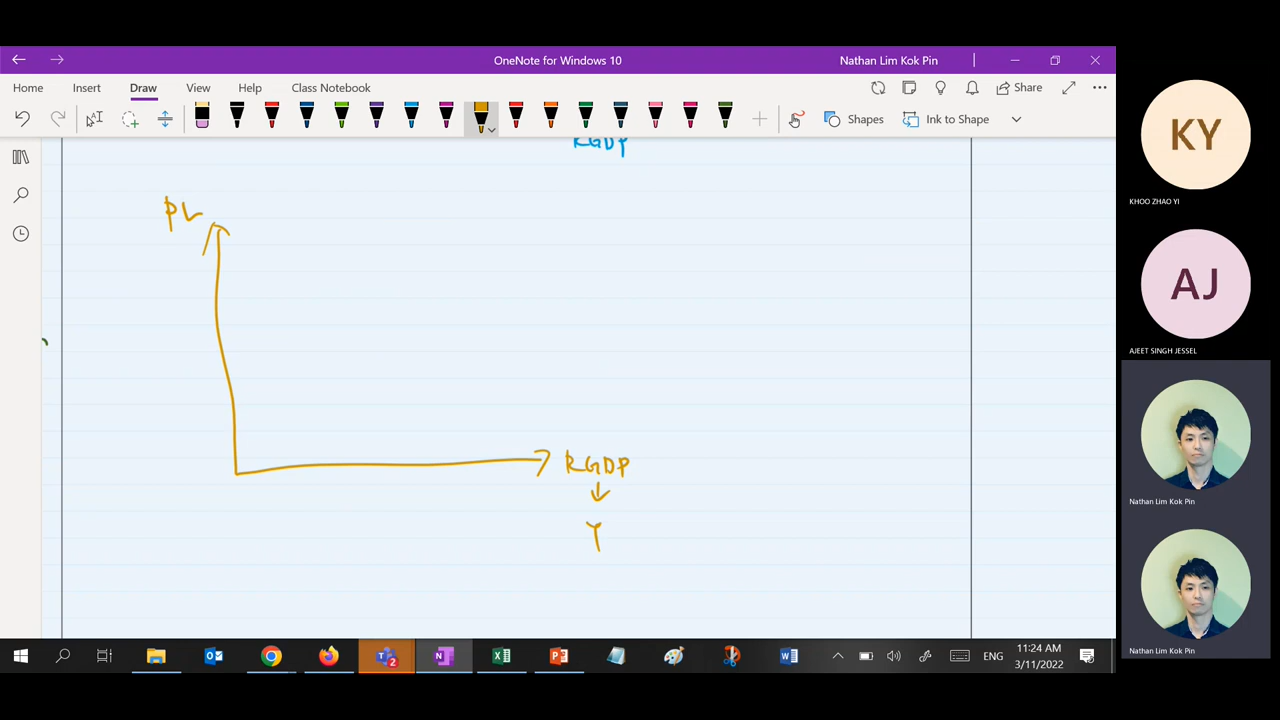 OneNote for Windows 10
Nathan Lim Kok Pin
Home Insert Draw View Help Class Notebook
Share
Shapes
Ink to Shape
RGDP
PL
RGDP
↓
Y
KY
KHOO ZHAO YI
AJ
AJEET SINGH JESSEL
Nathan Lim Kok Pin
Nathan Lim Kok Pin
2
ENG
11:24 AM
3/11/2022